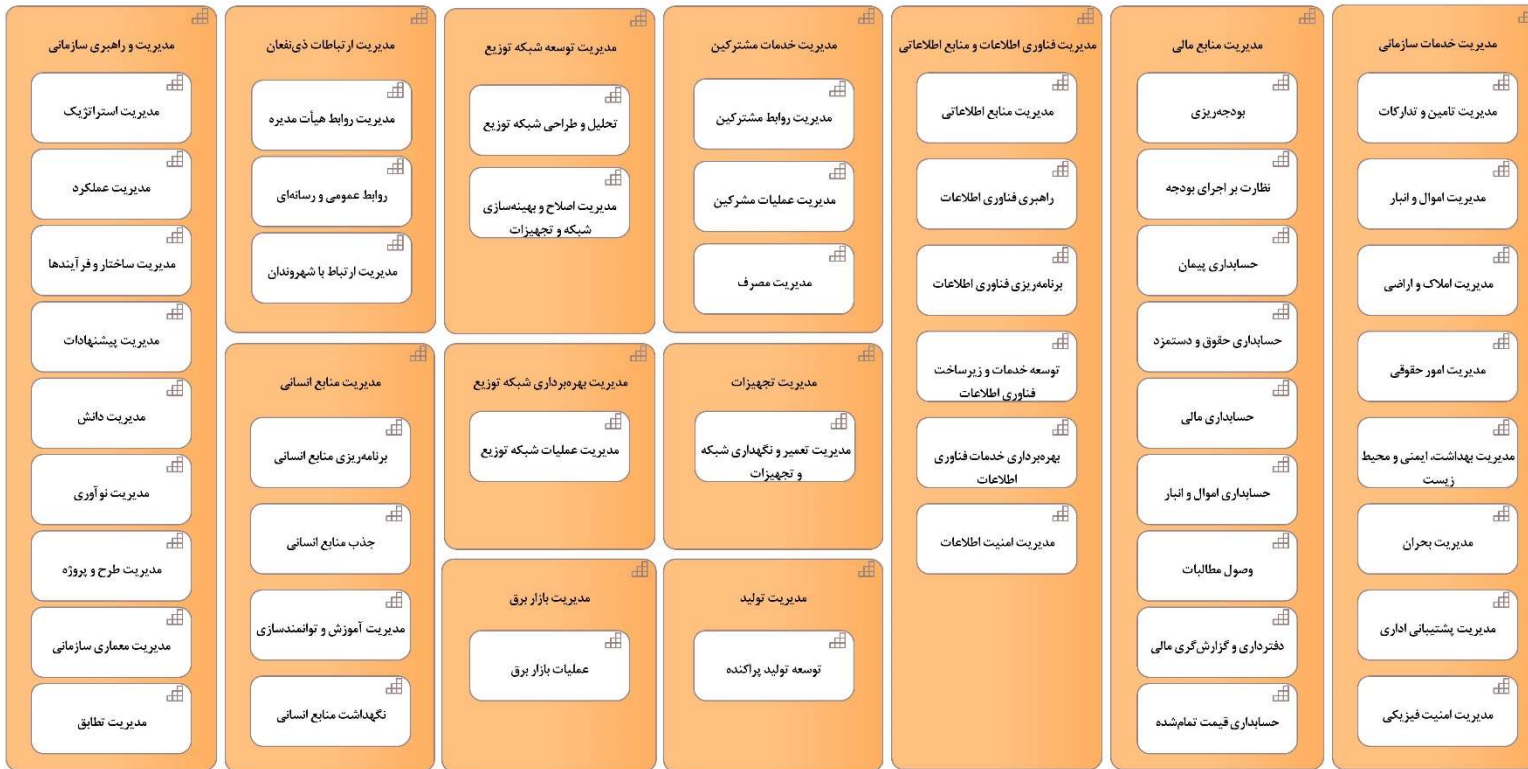 مدیریت خدمات سازمانی
مدیریت تامین و تدارکات
مدیریت اموال و انبار
مدیریت املاک و اراضی
مدیریت امور حقوقی
مدیریت بهداشت، ایمنی و محیط
زیست
مدیریت بحران
مدیریت پشتیبانی اداری
مدیریت امنیت فیزیکی
مدیریت منابع مالی
بودجه‌ریزی
نظارت بر اجرای بودجه
حسابداری پیمان
حسابداری حقوق و دستمزد
حسابداری مالی
حسابداری اموال و انبار
وصول مطالبات
دفترداری و گزارش‌گری مالی
حسابداری قیمت تمام‌شده
مدیریت فناوری اطلاعات و منابع اطلاعاتی
مدیریت منابع اطلاعاتی
راهبری فناوری اطلاعات
برنامه‌ریزی فناوری اطلاعات
توسعه خدمات و زیرساخت
فناوری اطلاعات
بهره‌برداری خدمات فناوری
اطلاعات
مدیریت امنیت اطلاعات
مدیریت خدمات مشترکین
مدیریت روابط مشترکین
مدیریت عملیات مشرکین
مدیریت مصرف
مدیریت تجهیزات
مدیریت تعمیر و نگهداری شبکه
و تجهیزات
مدیریت تولید
توسعه تولید پراکنده
مدیریت توسعه شبکه توزیع
تحلیل و طراحی شبکه توزیع
مدیریت اصلاح و بهینه‌سازی
شبکه و تجهیزات
مدیریت بهره‌برداری شبکه توزیع
مدیریت عملیات شبکه توزیع
مدیریت بازار برق
عملیات بازار برق
مدیریت ارتباطات ذی‌نفعان
مدیریت روابط هیأت مدیره
روابط عمومی و رسانه‌ای
مدیریت ارتباط با شهروندان
مدیریت منابع انسانی
برنامه‌ریزی منابع انسانی
جذب منابع انسانی
مدیریت آموزش و توانمندسازی
نگهداشت منابع انسانی
مدیریت و راهبری سازمانی
مدیریت استراتژیک
مدیریت عملکرد
مدیریت ساختار و فرآیندها
مدیریت پیشنهادات
مدیریت دانش
مدیریت نوآوری
مدیریت طرح و پروژه
مدیریت معماری سازمانی
مدیریت تطابق